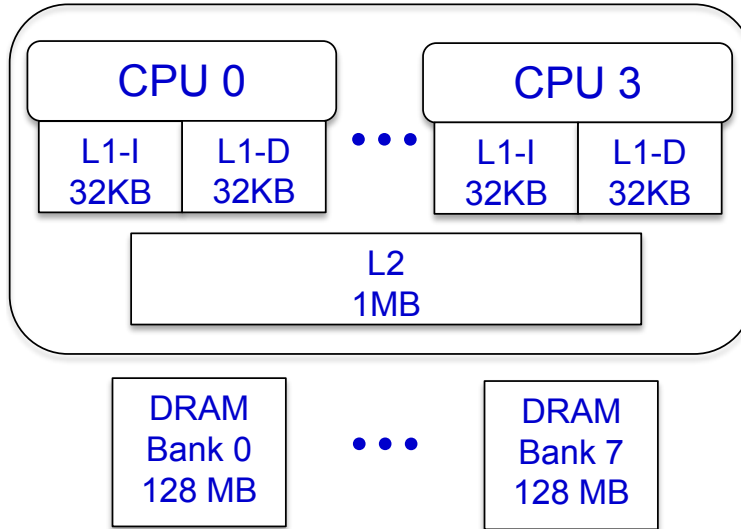 CPU 0
CPU 3
L1-I
32KB
L1-D
32KB
L1-I
32KB
L1-D
32KB
L2
1MB
DRAM
Bank 0
128 MB
DRAM
Bank 7
128 MB